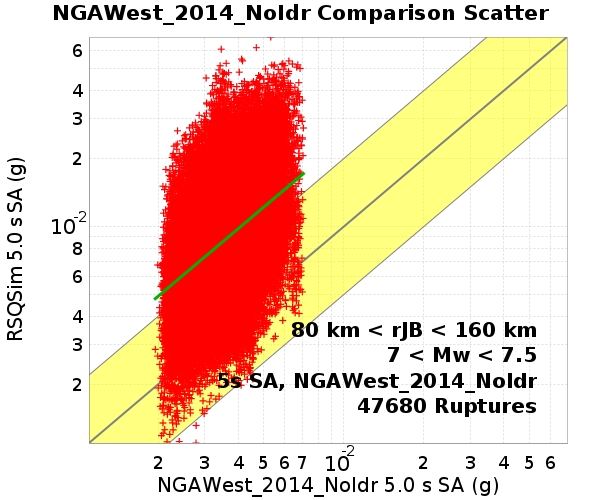 NGAWest_2014_NoIdr Comparison Scatter
RSQSim 5.0 s SA (g)
6
4
3
2
10-2
8
6
4
3
2
80 km < rJB < 160 km
7 < Mw < 7.5
5s SA, NGAWest_2014_NoIdr
47680 Ruptures
2 3 4 5 6 7 10-2 2 3 4 5 6
NGAWest_2014_NoIdr 5.0 s SA (g)